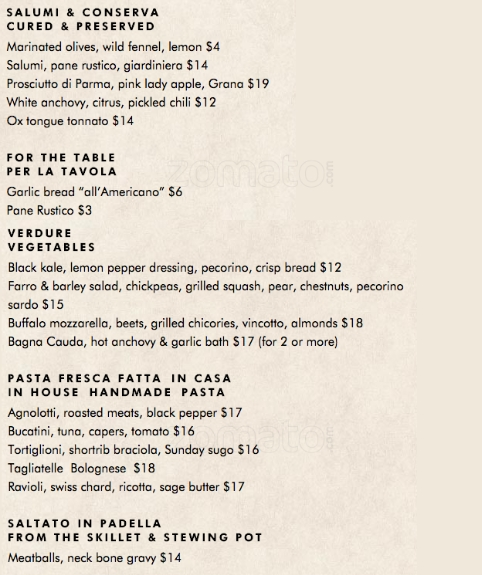 SALUMI & CONSERVA
CURED & PRESERVED
Marinated olives, wild fennel, lemon $4
Salumi, pane rustico, giardiniera $14
Prosciutto di Parma, pink lady apple, Grana $19
White anchovy, citrus, pickled chili $12
Ox tongue tonnato $14
FOR THE TABLE
PER LA TAVOLA
zomato.com
Garlic bread “all’Americano” $6
Pane Rustico $3
VERDURE
VEGETABLES
Black kale, lemon pepper dressing, pecorino, crisp bread $12
Farro & barley salad, chickpeas, grilled squash, pear, chestnuts, pecorino
sardo $15
Buffalo mozzarella, beets, grilled chicories, vincotto, almonds $18
Bagna Cauda, hot anchovy & garlic bath $17 (for 2 or more)
PASTA FRESCA FATTA IN CASA
IN HOUSE HANDMADE PASTA
Agnolotti, roasted meats, black pepper $17
Bucatini, tuna, capers, tomato $16
zomato.com
Tortiglioni, shortrib braciola, Sunday sugo $16
Tagliatelle Bolognese $18
Ravioli, swiss chard, ricotta, sage butter $17
SALTATO IN PADELLA
FROM THE SKILLET & STEWING POT
Meatballs, neck bone gravy $14